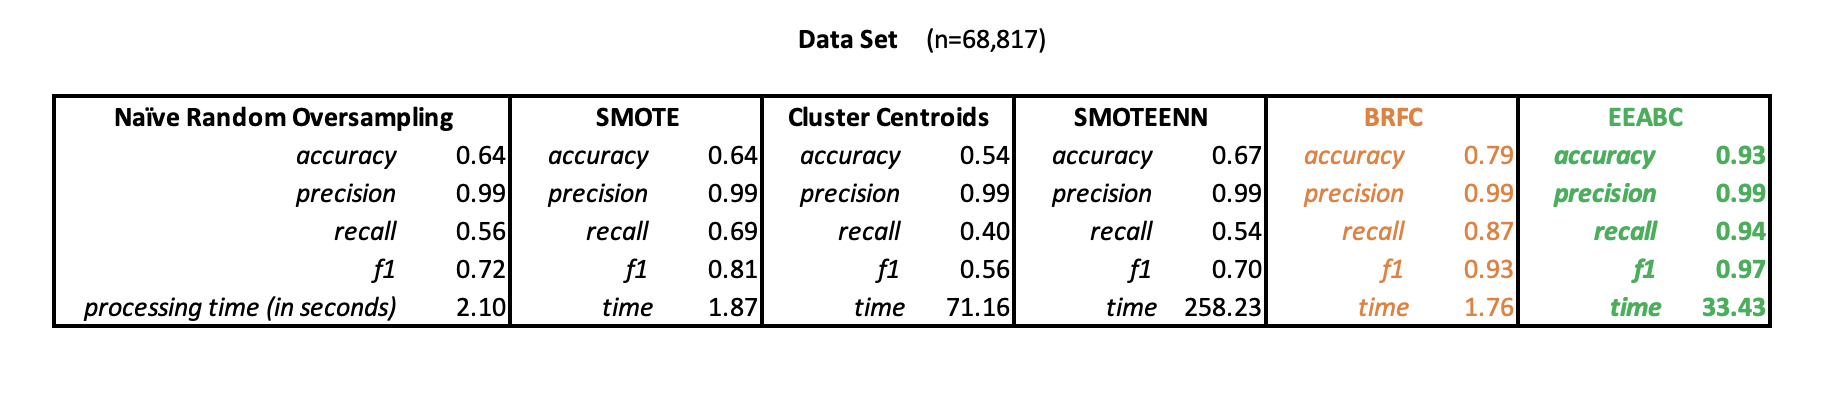 Data Set (n=68,817)
Naïve Random Oversampling SMOTE Cluster Centroids SMOTEENN BRFC EEABC
accuracy 0.64 accuracy 0.64 accuracy 0.54 accuracy 0.67 accuracy 0.79 accuracy 0.93
precision 0.99 precision 0.99 precision 0.99 precision 0.99 precision 0.99 precision 0.99
recall 0.56 recall 0.69 recall 0.40 recall 0.54 recall 0.87 recall 0.94
f1 0.72 f1 0.81 f1 0.56 f1 0.70 f1 0.93 f1 0.97
processing time (in seconds) 2.10 time 1.87 time 71.16 time 258.23 time 1.76 time 33.43